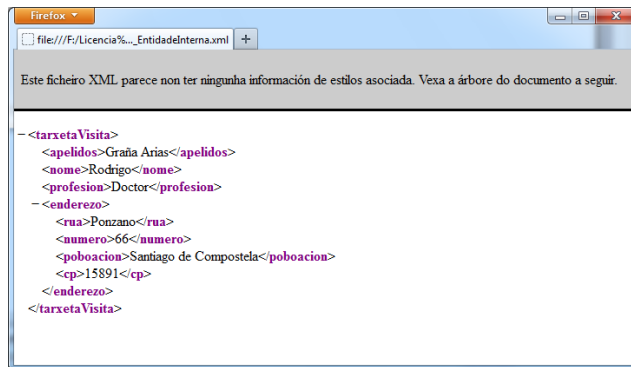 Firefox
file:///F:/Licencia%..._EntidadeInterna.xml
Este ficheiro XML parece non ter ningunha información de estilos asociada. Vexa a árbore do documento a seguir.
−<tarxetaVisita>
<apelidos>Graña Arias</apelidos>
<nome>Rodrigo</nome>
<profesion>Doctor</profesion>
−<enderezo>
<rua>Ponzano</rua>
<numero>66</numero>
<poboacion>Santiago de Compostela</poboacion>
<cp>15891</cp>
</enderezo>
</tarxetaVisita>